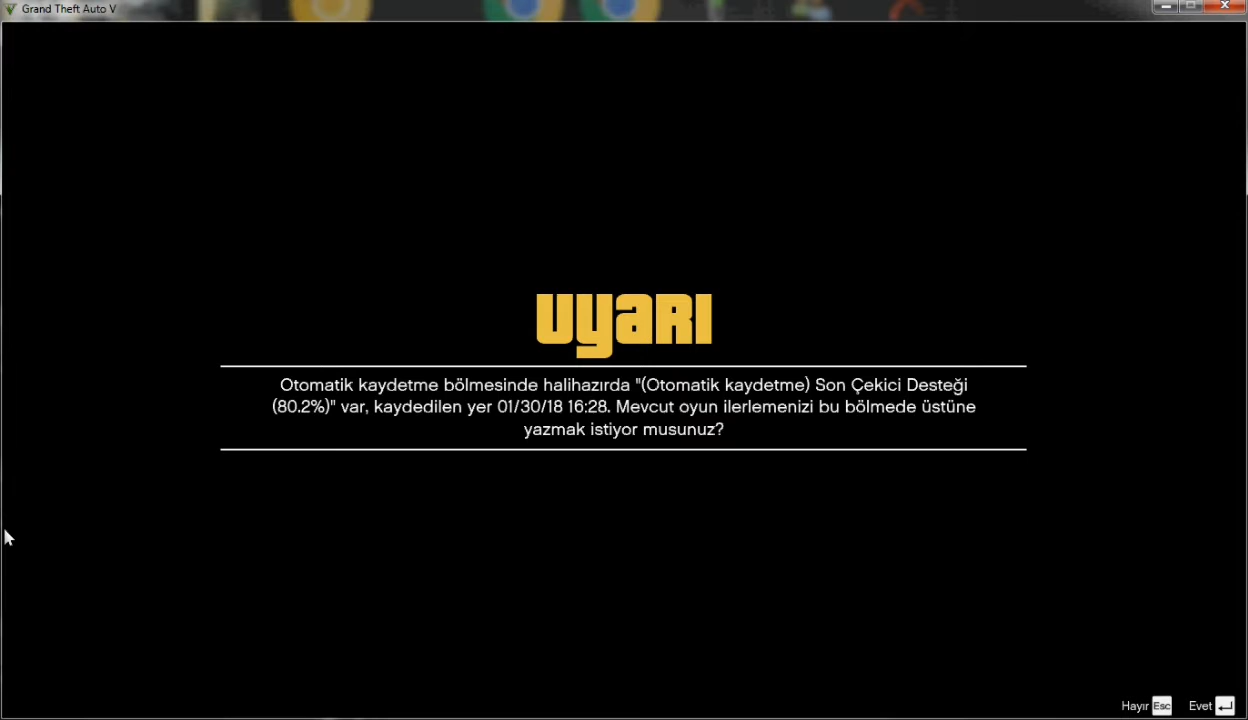 Grand Theft Auto V
uyarı
Otomatik kaydetme bölmesinde halihazırda "(Otomatik kaydetme) Son Çekici Desteği
(80.2%)" var, kaydedilen yer 01/30/18 16:28. Mevcut oyun ilerlemenizi bu bölmede üstüne
yazmak istiyor musunuz?
Hayır Esc Evet